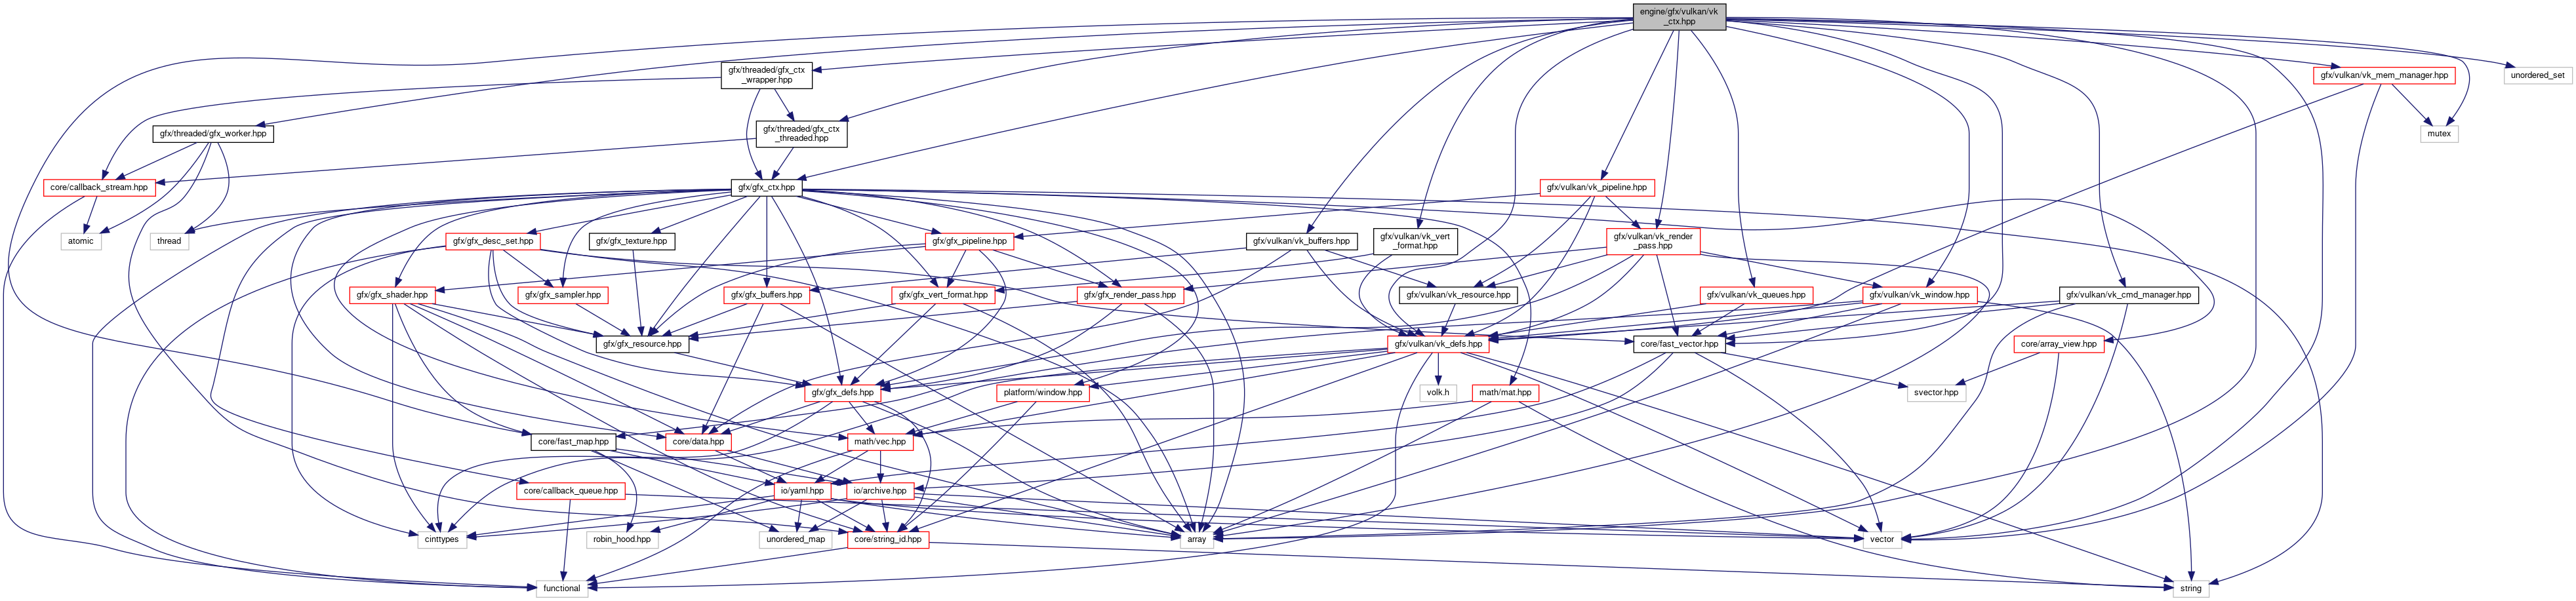 engine/gfx/vulkan/vk
_ctx.hpp
gfx/threaded/gfx_ctx
_wrapper.hpp
gfx/vulkan/vk_mem_manager.hpp
unordered_set
gfx/threaded/gfx_worker.hpp
gfx/threaded/gfx_ctx
_threaded.hpp
mutex
core/callback_stream.hpp
gfx/gfx_ctx.hpp
gfx/vulkan/vk_pipeline.hpp
atomic
thread
gfx/gfx_desc_set.hpp
gfx/gfx_texture.hpp
gfx/gfx_pipeline.hpp
gfx/vulkan/vk_buffers.hpp
gfx/vulkan/vk_vert
_format.hpp
gfx/vulkan/vk_render
_pass.hpp
gfx/gfx_shader.hpp
gfx/gfx_sampler.hpp
gfx/gfx_buffers.hpp
gfx/gfx_vert_format.hpp
gfx/gfx_render_pass.hpp
gfx/vulkan/vk_resource.hpp
gfx/vulkan/vk_queues.hpp
gfx/vulkan/vk_window.hpp
gfx/vulkan/vk_cmd_manager.hpp
gfx/gfx_resource.hpp
gfx/vulkan/vk_defs.hpp
core/fast_vector.hpp
core/array_view.hpp
gfx/gfx_defs.hpp
platform/window.hpp
volk.h
math/mat.hpp
svector.hpp
core/fast_map.hpp
core/data.hpp
math/vec.hpp
core/callback_queue.hpp
io/yaml.hpp
io/archive.hpp
cinttypes
robin_hood.hpp
unordered_map
core/string_id.hpp
array
vector
functional
string